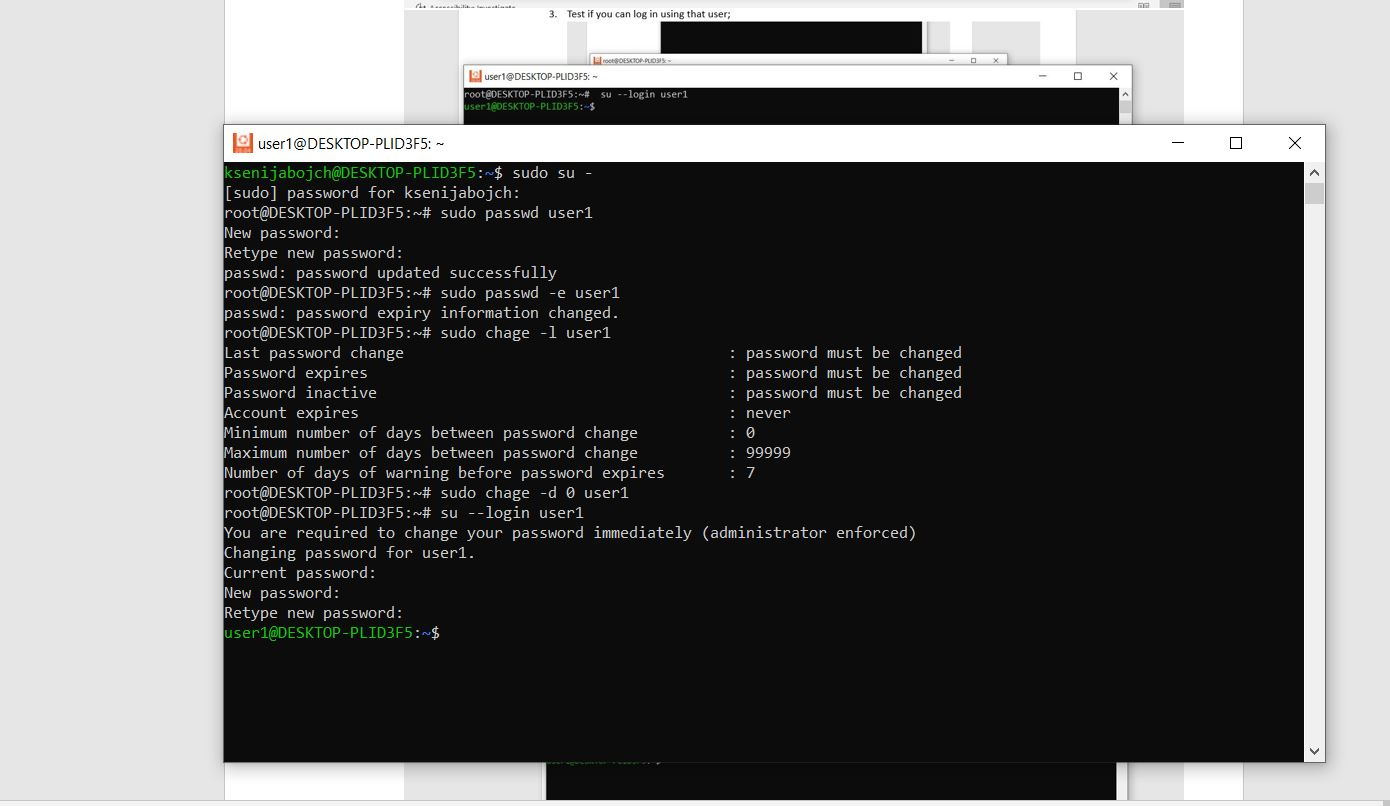 Accessibility: Investigate
3. Test if you can log in using that user;
root@DESKTOP-PLID3F5: ~
user1@DESKTOP-PLID3F5: ~
root@DESKTOP-PLID3F5:~#  su --login user1
user1@DESKTOP-PLID3F5:~$
user1@DESKTOP-PLID3F5: ~
ksenijabojch@DESKTOP-PLID3F5:~$ sudo su -
[sudo] password for ksenijabojch:
root@DESKTOP-PLID3F5:~# sudo passwd user1
New password:
Retype new password:
passwd: password updated successfully
root@DESKTOP-PLID3F5:~# sudo passwd -e user1
passwd: password expiry information changed.
root@DESKTOP-PLID3F5:~# sudo chage -l user1
Last password change : password must be changed
Password expires : password must be changed
Password inactive : password must be changed
Account expires : never
Minimum number of days between password change : 0
Maximum number of days between password change : 99999
Number of days of warning before password expires : 7
root@DESKTOP-PLID3F5:~# sudo chage -d 0 user1
root@DESKTOP-PLID3F5:~# su --login user1
You are required to change your password immediately (administrator enforced)
Changing password for user1.
Current password:
New password:
Retype new password:
user1@DESKTOP-PLID3F5:~$